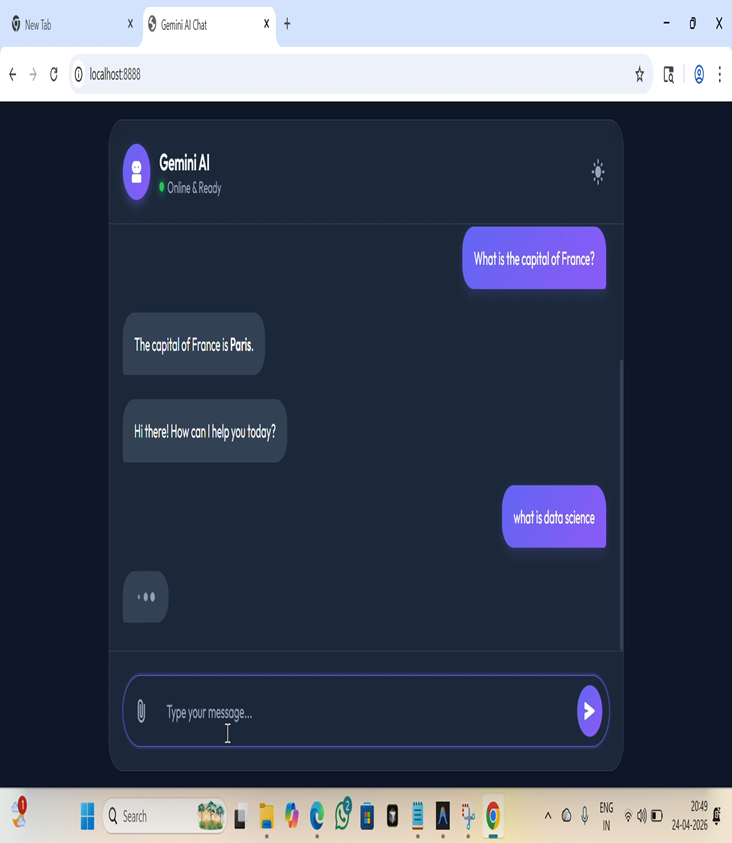 New Tab
Gemini AI Chat
localhost:8888
Gemini AI
Online & Ready
What is the capital of France?
The capital of France is Paris.
Hi there! How can I help you today?
what is data science
Type your message...
1
Search
2
ENG
IN
20:49
24-04-2026